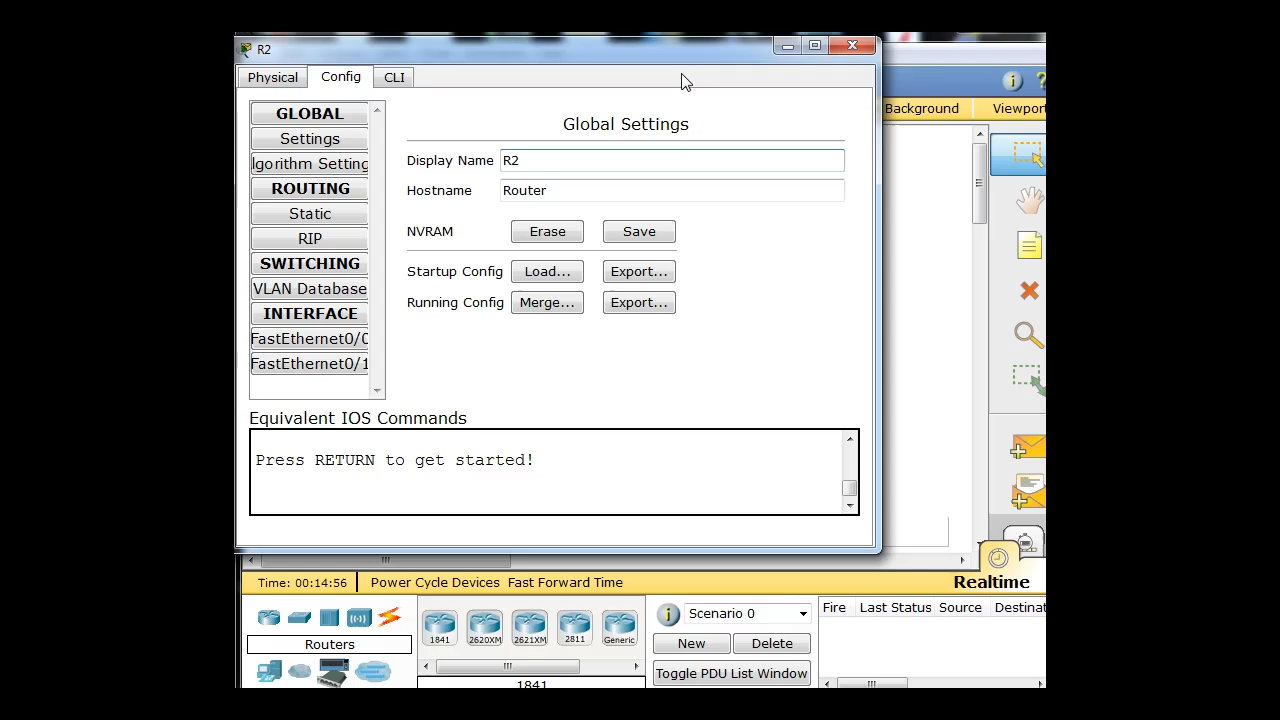 R2
Physical
Config
CLI
GLOBAL
Settings
lgorithm Setting
ROUTING
Static
RIP
SWITCHING
VLAN Database
INTERFACE
FastEthernet0/0
FastEthernet0/1
Global Settings
Display Name R2
Hostname Router
NVRAM Erase Save
Startup Config Load... Export...
Running Config Merge... Export...
Equivalent IOS Commands
Press RETURN to get started!
i ?
Background Viewport
Time: 00:14:56 Power Cycle Devices Fast Forward Time Realtime
Routers
1841 2620XM 2621XM 2811 Generic
1841
i Scenario 0
New Delete
Toggle PDU List Window
Fire Last Status Source Destinat